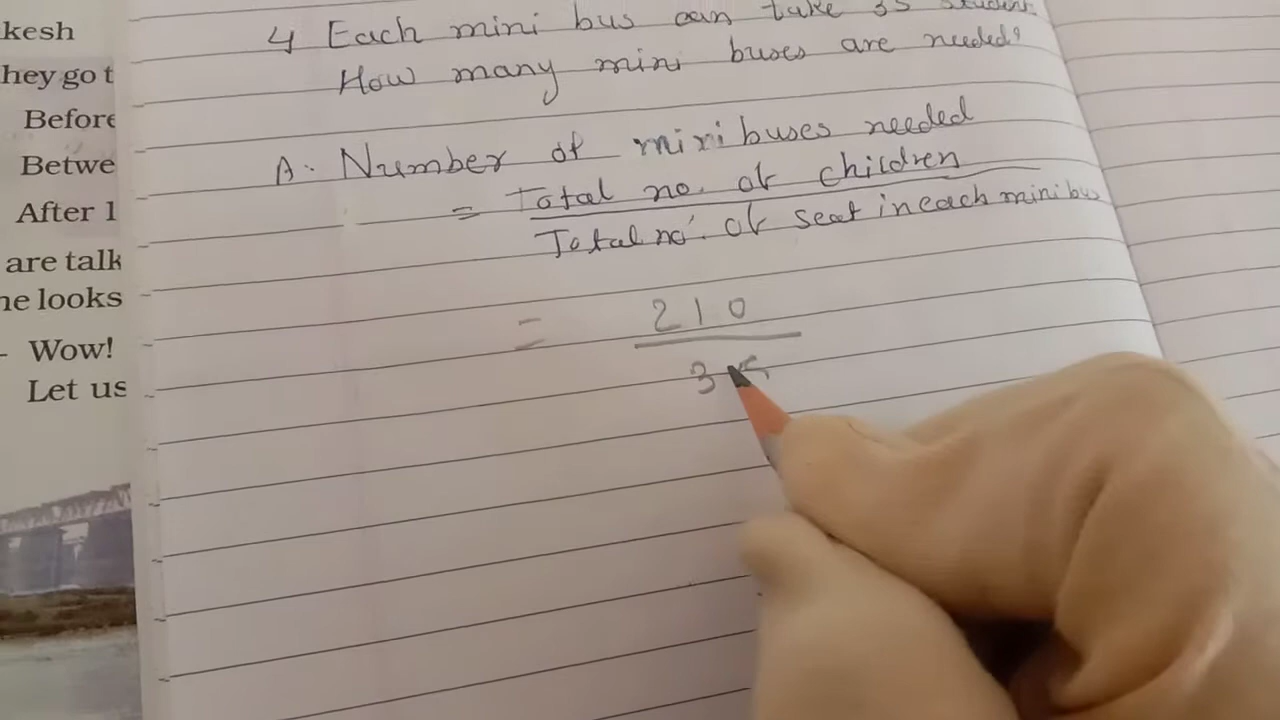 kesh
hey go t
Before
Betwe
After 1
are talk
he looks
- Wow!
Let us
4 Each mini bus can take 35 student
How many mini buses are needed?
A. Number of mini buses needed
= Total no. of children
Total no. of seat in each mini bus
= 210
35